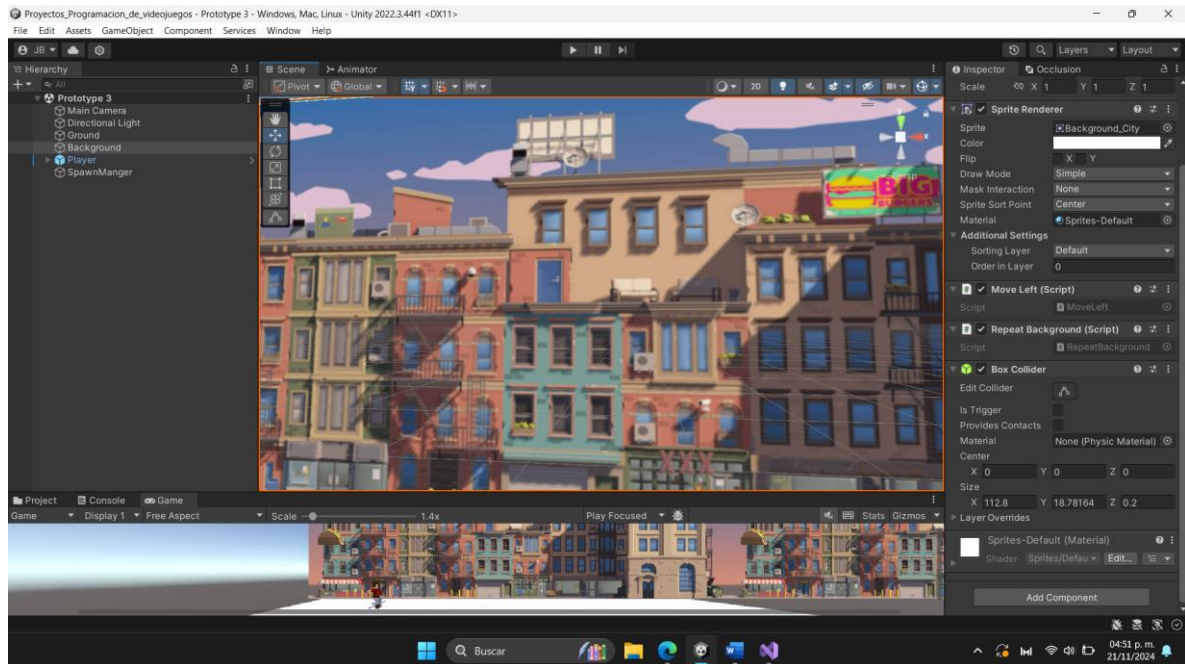 Proyectos_Programacion_de_videojuegos - Prototype 3 - Windows, Mac, Linux - Unity 2022.3.44f1 <DX11>
File Edit Assets GameObject Component Services Window Help
JB Layers Layout
Hierarchy Scene Animator Inspector Occlusion
All Pivot Global 2D Scale X 1 Y 1 Z 1
Prototype 3
Main Camera
Directional Light
Ground
Background
Player
SpawnManger
Persp
BIG
BURGERS
XXX
Sprite Renderer
Sprite Background_City
Color
Flip X Y
Draw Mode Simple
Mask Interaction None
Sprite Sort Point Center
Material Sprites-Default
Additional Settings
Sorting Layer Default
Order in Layer 0
Move Left (Script)
Script MoveLeft
Repeat Background (Script)
Script RepeatBackground
Box Collider
Edit Collider
Is Trigger
Provides Contacts
Material None (Physic Material)
Center
X 0 Y 0 Z 0
Size
X 112.8 Y 18.78164 Z 0.2
Layer Overrides
Sprites-Default (Material)
Shader Sprites/Defau Edit...
Add Component
Project Console Game
Game Display 1 Free Aspect Scale 1.4x Play Focused Stats Gizmos
Buscar
04:51 p. m.
21/11/2024